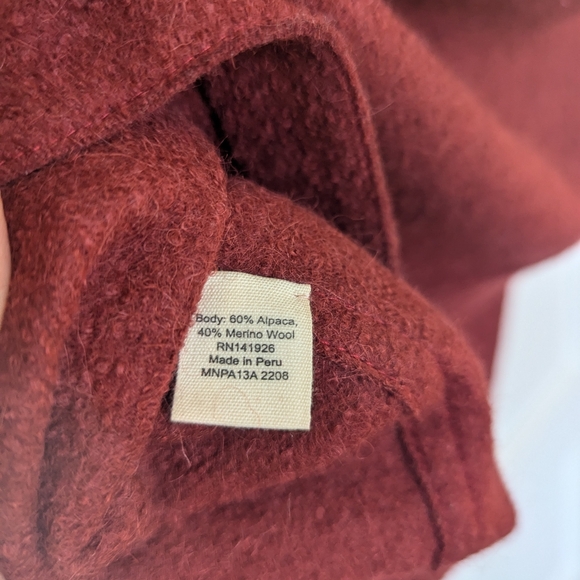 Body: 60% Alpaca,
40% Merino Wool
RN141926
Made in Peru
MNPA13A 2208